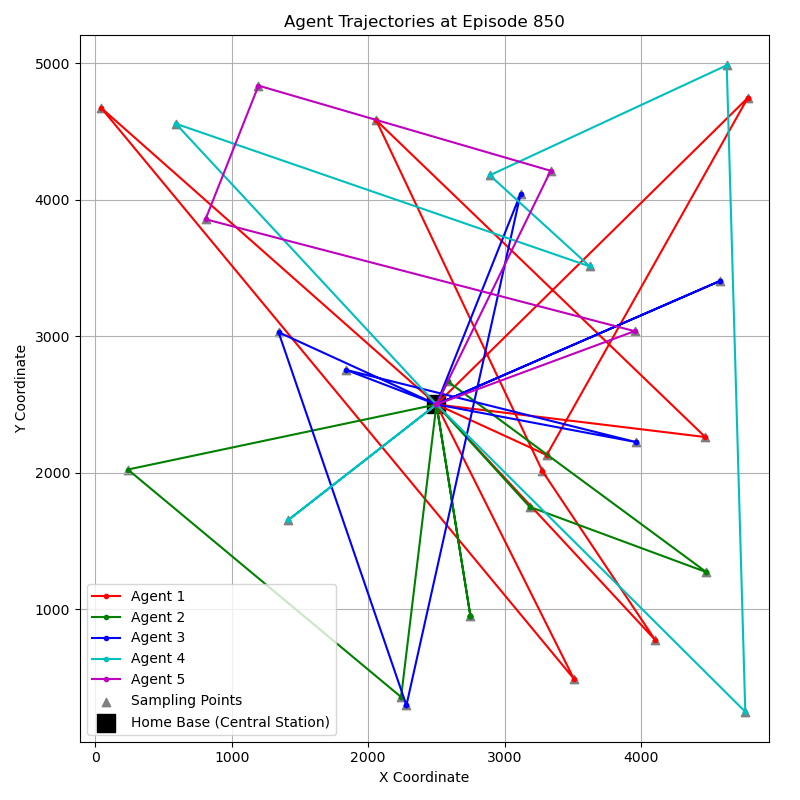 Agent Trajectories at Episode 850
5000
4000
3000
2000
1000
Y Coordinate
Agent 1
Agent 2
Agent 3
Agent 4
Agent 5
Sampling Points
Home Base (Central Station)
0 1000 2000 3000 4000
X Coordinate